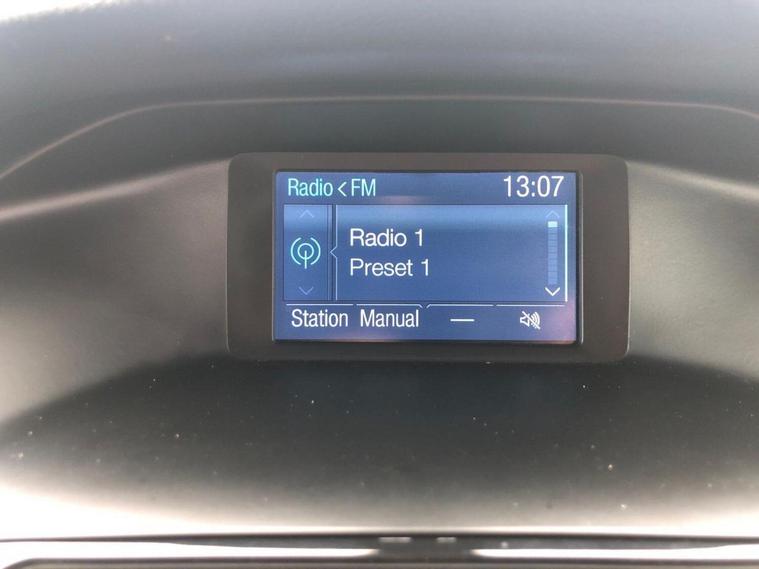 Radio < FM 13:07
Radio 1
Preset 1
Station Manual —